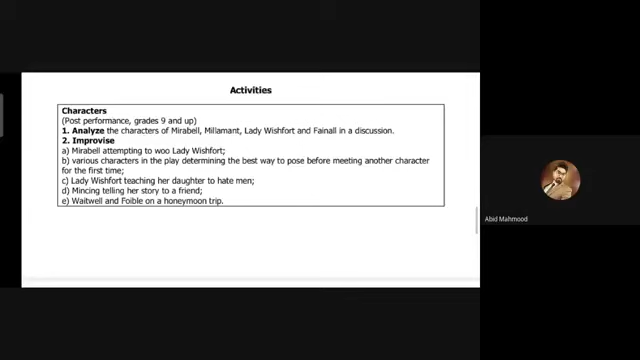 Activities
Characters
(Post performance, grades 9 and up)
1. Analyze the characters of Mirabell, Millamant, Lady Wishfort and Fainall in a discussion.
2. Improvise
a) Mirabell attempting to woo Lady Wishfort;
b) various characters in the play determining the best way to pose before meeting another character
for the first time;
c) Lady Wishfort teaching her daughter to hate men;
d) Mincing telling her story to a friend;
e) Waitwell and Foible on a honeymoon trip.
Abid Mahmood